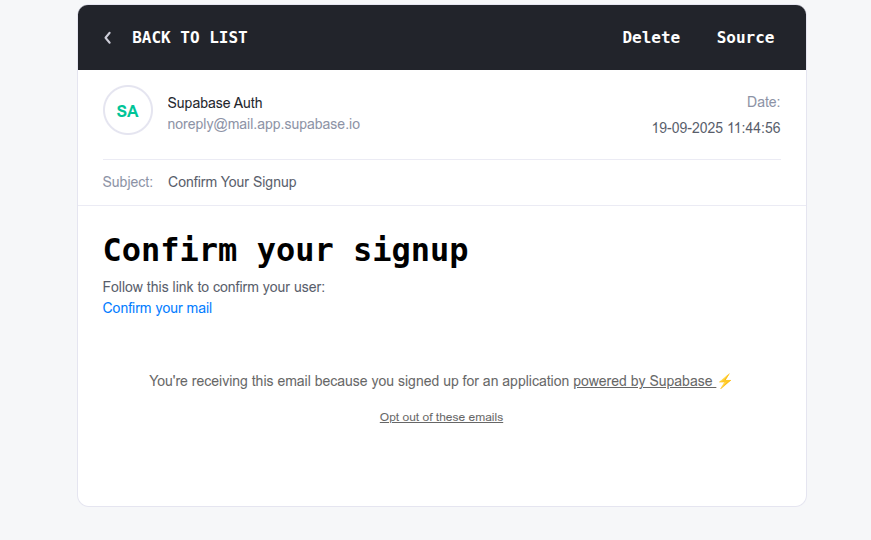 BACK TO LIST Delete Source
SA
Supabase Auth
noreply@mail.app.supabase.io
Date:
19-09-2025 11:44:56
Subject: Confirm Your Signup
Confirm your signup
Follow this link to confirm your user:
Confirm your mail
You're receiving this email because you signed up for an application powered by Supabase ⚡
Opt out of these emails